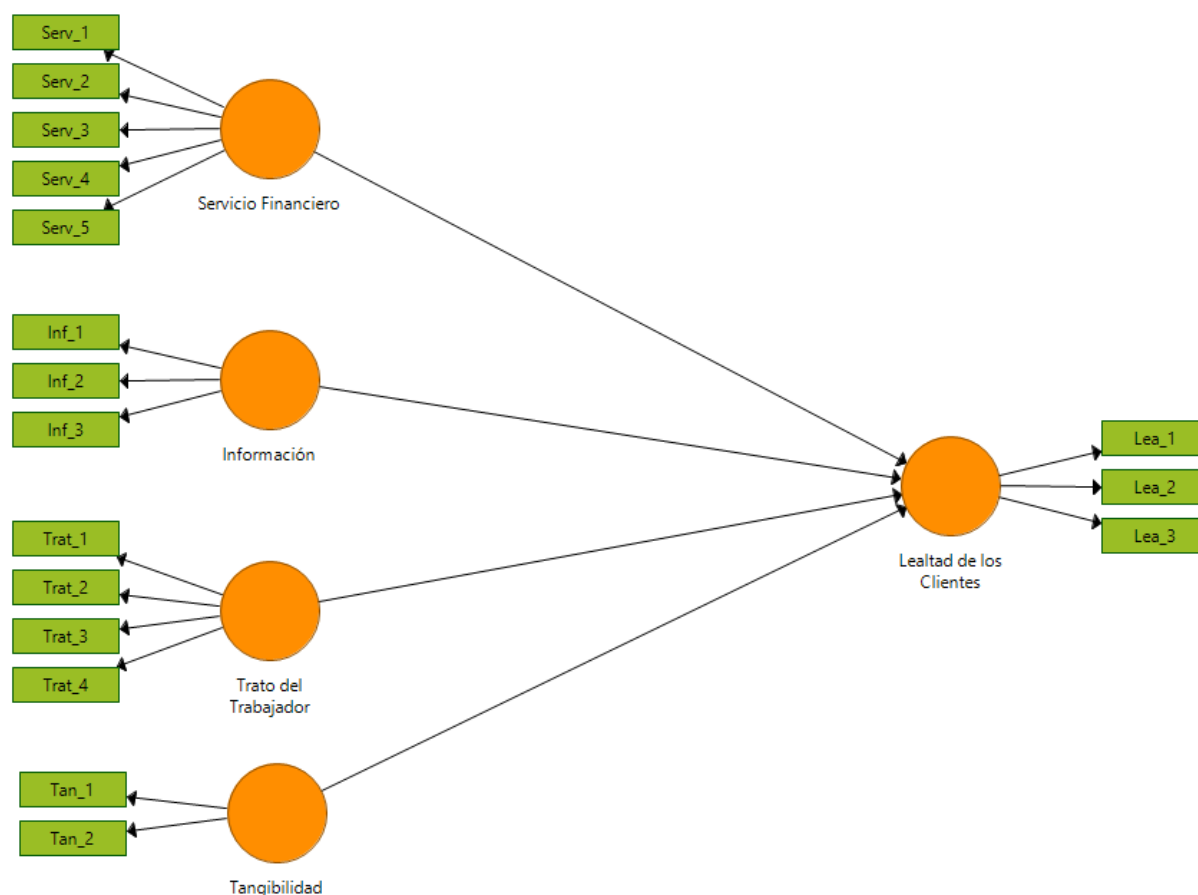 Serv_1
Serv_2
Serv_3
Serv_4
Serv_5
Servicio Financiero
Inf_1
Inf_2
Inf_3
Información
Trat_1
Trat_2
Trat_3
Trat_4
Trato del
Trabajador
Tan_1
Tan_2
Tangibilidad
Lealtad de los
Clientes
Lea_1
Lea_2
Lea_3